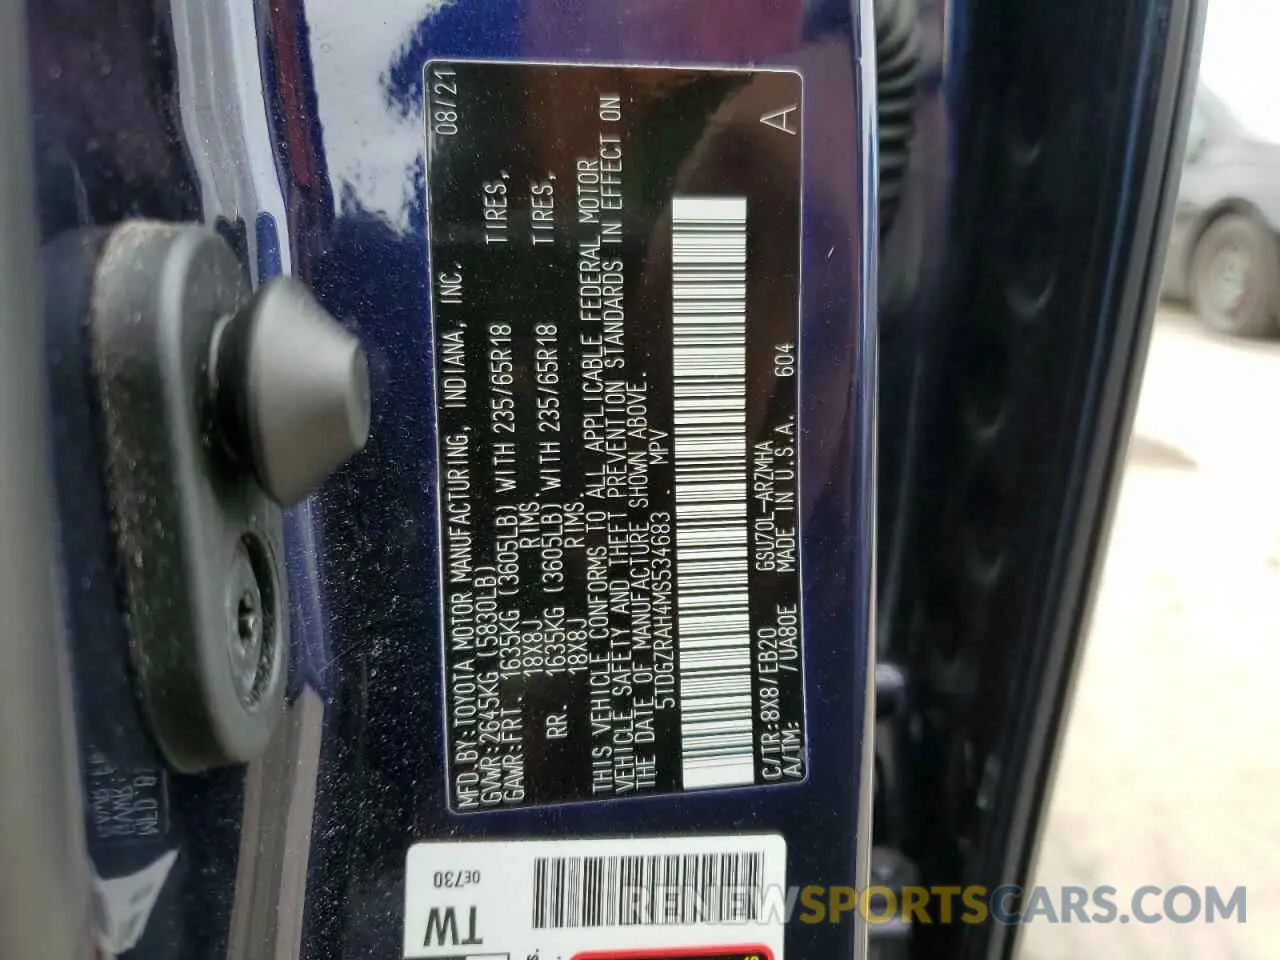 MFD.BY:TOYOTA MOTOR MANUFACTURING, INDIANA, INC. 08/21
GVWR:2645KG (5830LB)
GAWR:FRT. 1635KG (3605LB) WITH 235/65R18 TIRES,
18X8J RIMS.
RR. 1635KG (3605LB) WITH 235/65R18 TIRES,
18X8J RIMS.
THIS VEHICLE CONFORMS TO ALL APPLICABLE FEDERAL MOTOR
VEHICLE SAFETY AND THEFT PREVENTION STANDARDS IN EFFECT ON
THE DATE OF MANUFACTURE SHOWN ABOVE.
5TDGZRAH4MS534683 . MPV
A
C/TR:8X8/EB20 GSU70L-ARZMHA
A/TM: /UA80E MADE IN U.S.A. 604
0E730
TW
RENEWSPORTSCARS.COM